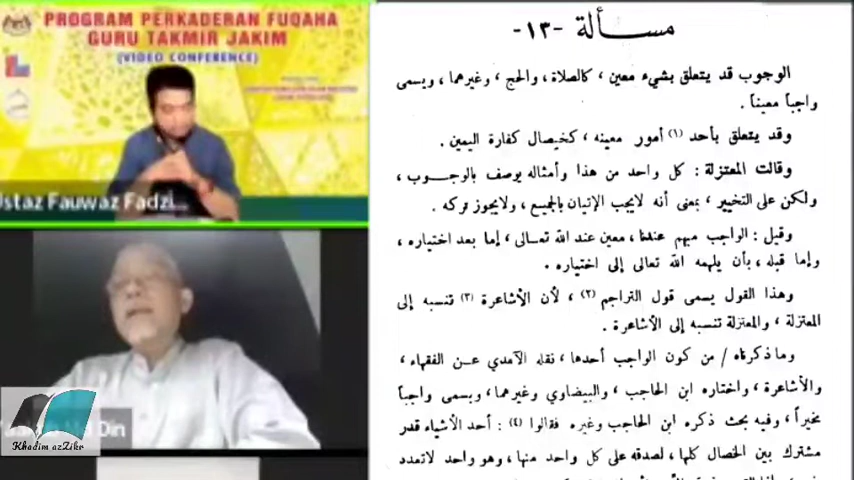 PROGRAM PERKADERAN FUQAHA
GURU TAKMIR JAKIM
(VIDEO CONFERENCE)
Ustaz Fauwaz Fadzi...
Din
Khadim azZikr
مسألة -١٣-
الوجوب قد يتعلق بشيء معين ، كالصلاة ، والحج ، وغيرهما ، ويسمى
واجباً معيناً .
وقد يتعلق بأحد (١) أمور معينه ، كخصال كفارة اليمين .
وقالت المعتزلة : كل واحد من هذا وأمثاله يوصف بالوجوب ،
ولكن على التخيير ، بمعنى أنه لايجب الإتيان بالجميع ، ولايجوز تركه .
وقيل : الواجب مبهم عندنا ، معين عند الله تعالى ، إما بعد اختياره ،
وإما قبله ، بأن يلهمه الله تعالى إلى اختياره .
وهذا القول يسمى قول التراجم (٢) ، لأن الأشاعرة (٣) تنسبه إلى
المعتزلة ، والمعتزلة تنسبه إلى الأشاعرة .
وما ذكرناه / من كون الواجب أحدها ، نقله الآمدي عن الفقهاء ،
والأشاعرة ، واختاره ابن الحاجب ، والبيضاوي وغيرهما ، ويسمى واجباً
مخيراً ، وفيه بحث ذكره ابن الحاجب وغيره فقالوا (٤) : أحد الأشياء قدر
مشترك بين الخصال كلها ، لصدقه على كل واحد منها ، وهو واحد لاتعدد